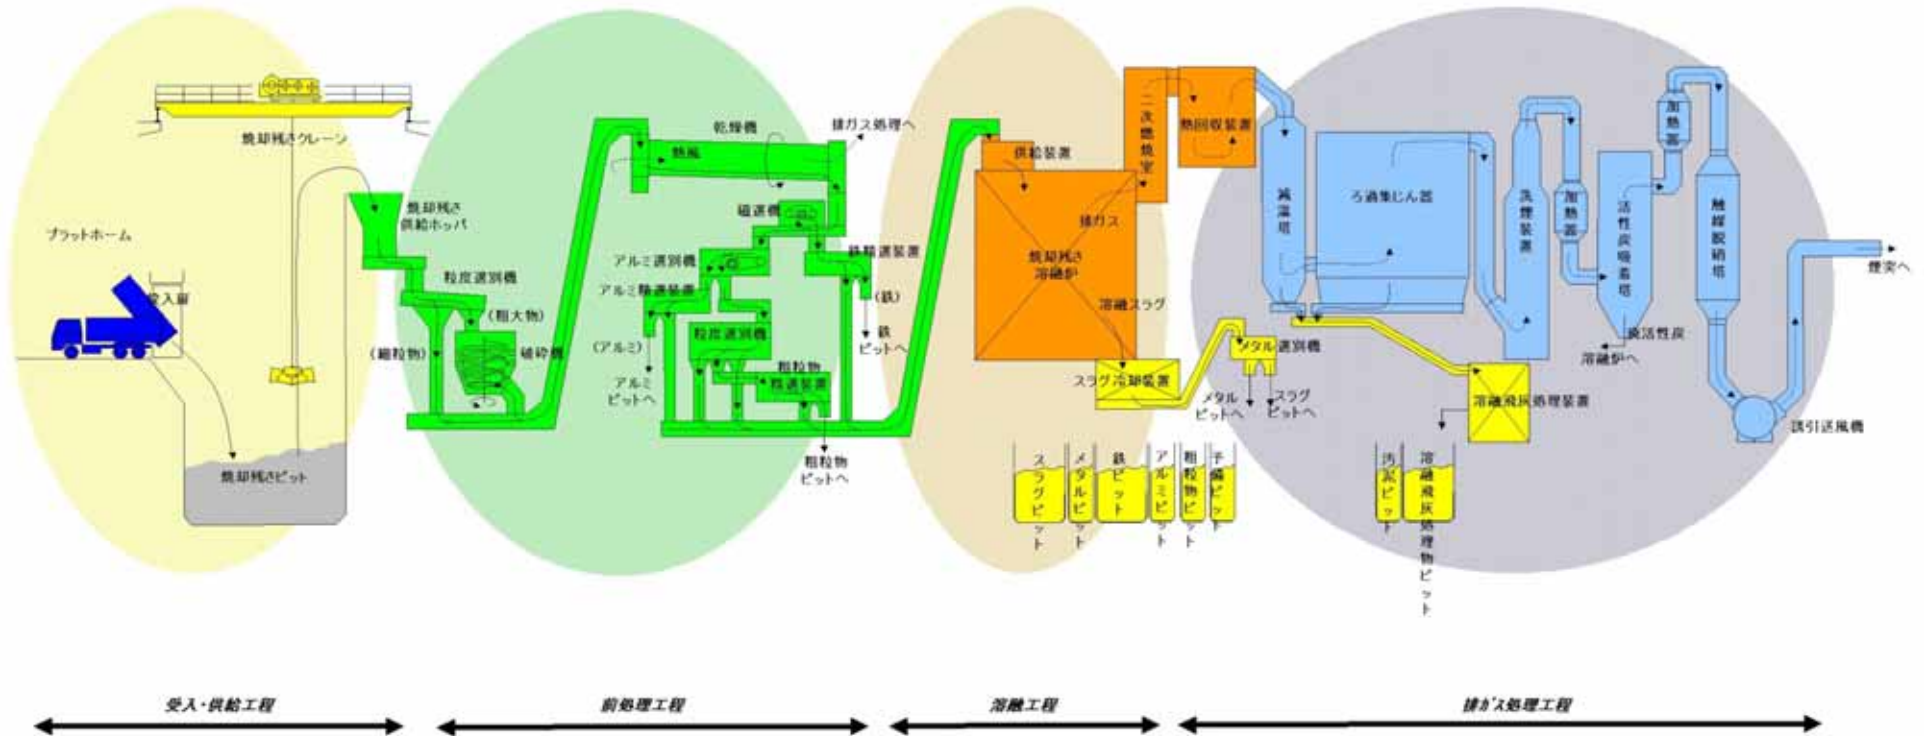 焼却残さクレーン
プラットホーム
受入扉
焼却残さピット
焼却残さ
供給ホッパ
粒度選別機
(粗大物)
(細粒物)
破砕機
乾燥機
熱風
排ガス処理へ
磁選機
アルミ選別機
鉄精選装置
アルミ精選装置
(鉄)
鉄
ピットへ
粒度選別機
(アルミ)
アルミ
ピットへ
粗粒物
精選装置
粗粒物
ピットへ
供給装置
焼却残さ
溶融炉
排ガス
溶融スラグ
二次燃焼室
熱回収装置
スラグ冷却装置
メタル選別機
メタル
ピットへ
スラグ
ピットへ
減温塔
ろ過集じん器
洗煙装置
加熱器
活性炭吸着塔
廃活性炭
溶融炉へ
加熱器
触媒脱硝塔
煙突へ
誘引送風機
溶融飛灰処理装置
スラグピット
メタルピット
鉄ピット
アルミピット
粗粒物ピット
予備ピット
汚泥ピット
溶融飛灰処理物ピット
受入・供給工程
前処理工程
溶融工程
排ガス処理工程